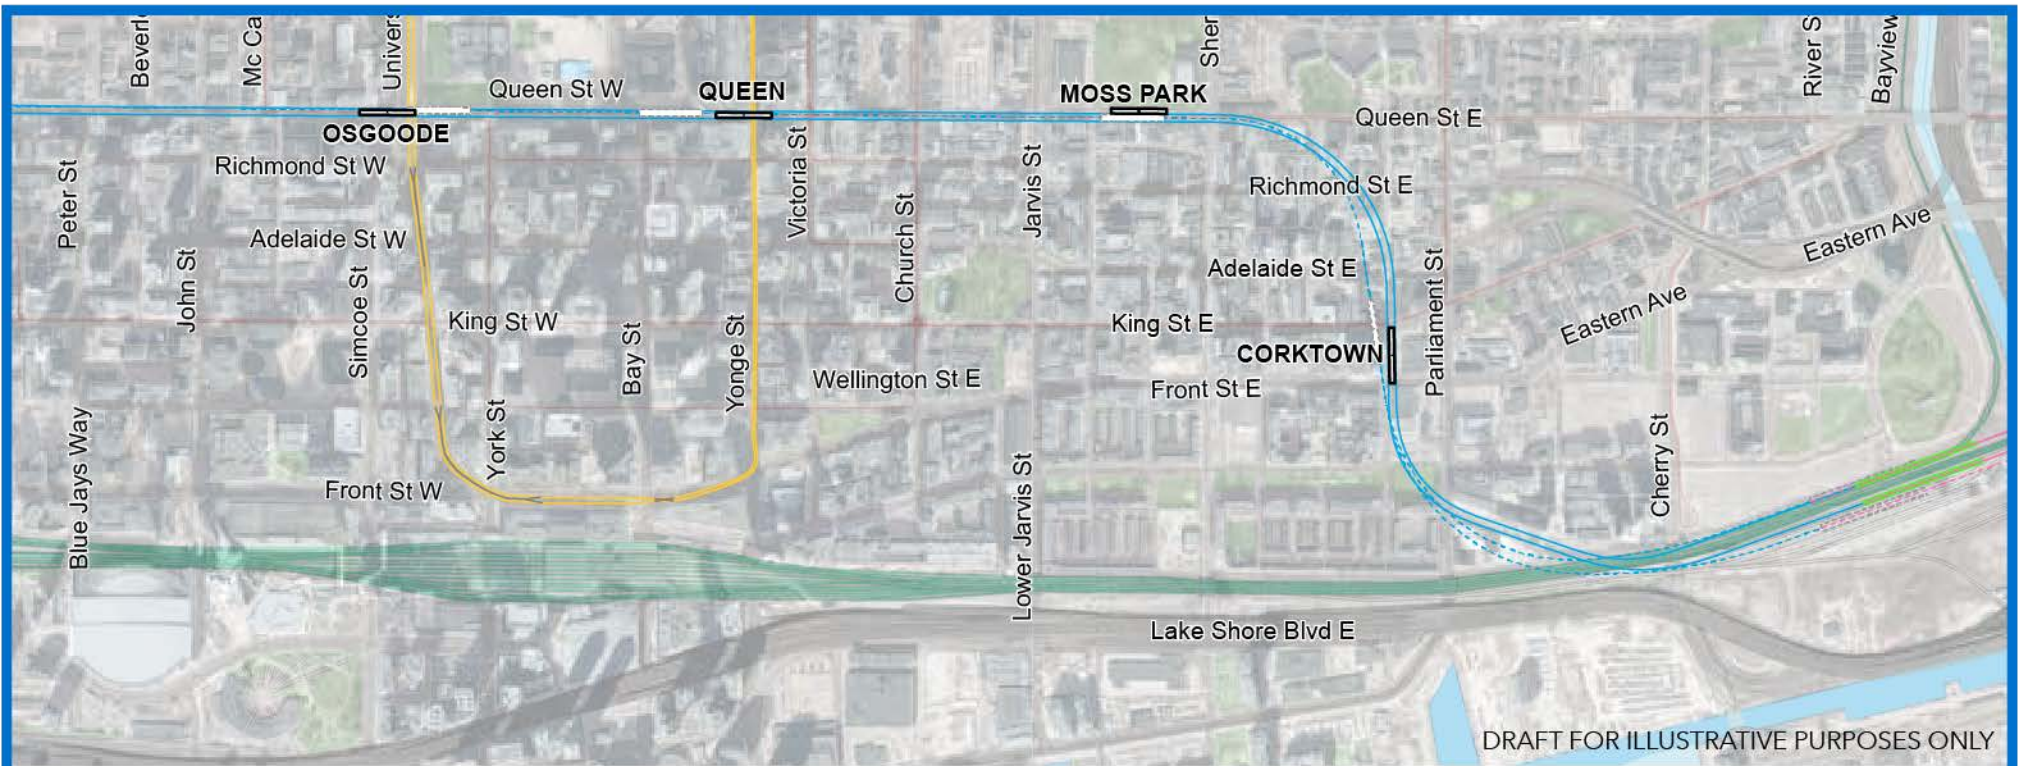 Beverl
Mc Ca
Univers
Queen St W
QUEEN
MOSS PARK
Sher
River S
Bayview
OSGOODE
Queen St E
Richmond St W
Peter St
Victoria St
Jarvis St
Richmond St E
Adelaide St W
Church St
Eastern Ave
John St
Simcoe St
Adelaide St E
Parliament St
King St W
Bay St
Yonge St
King St E
Eastern Ave
CORKTOWN
Wellington St E
Front St E
Blue Jays Way
York St
Front St W
Lower Jarvis St
Cherry St
Lake Shore Blvd E
DRAFT FOR ILLUSTRATIVE PURPOSES ONLY